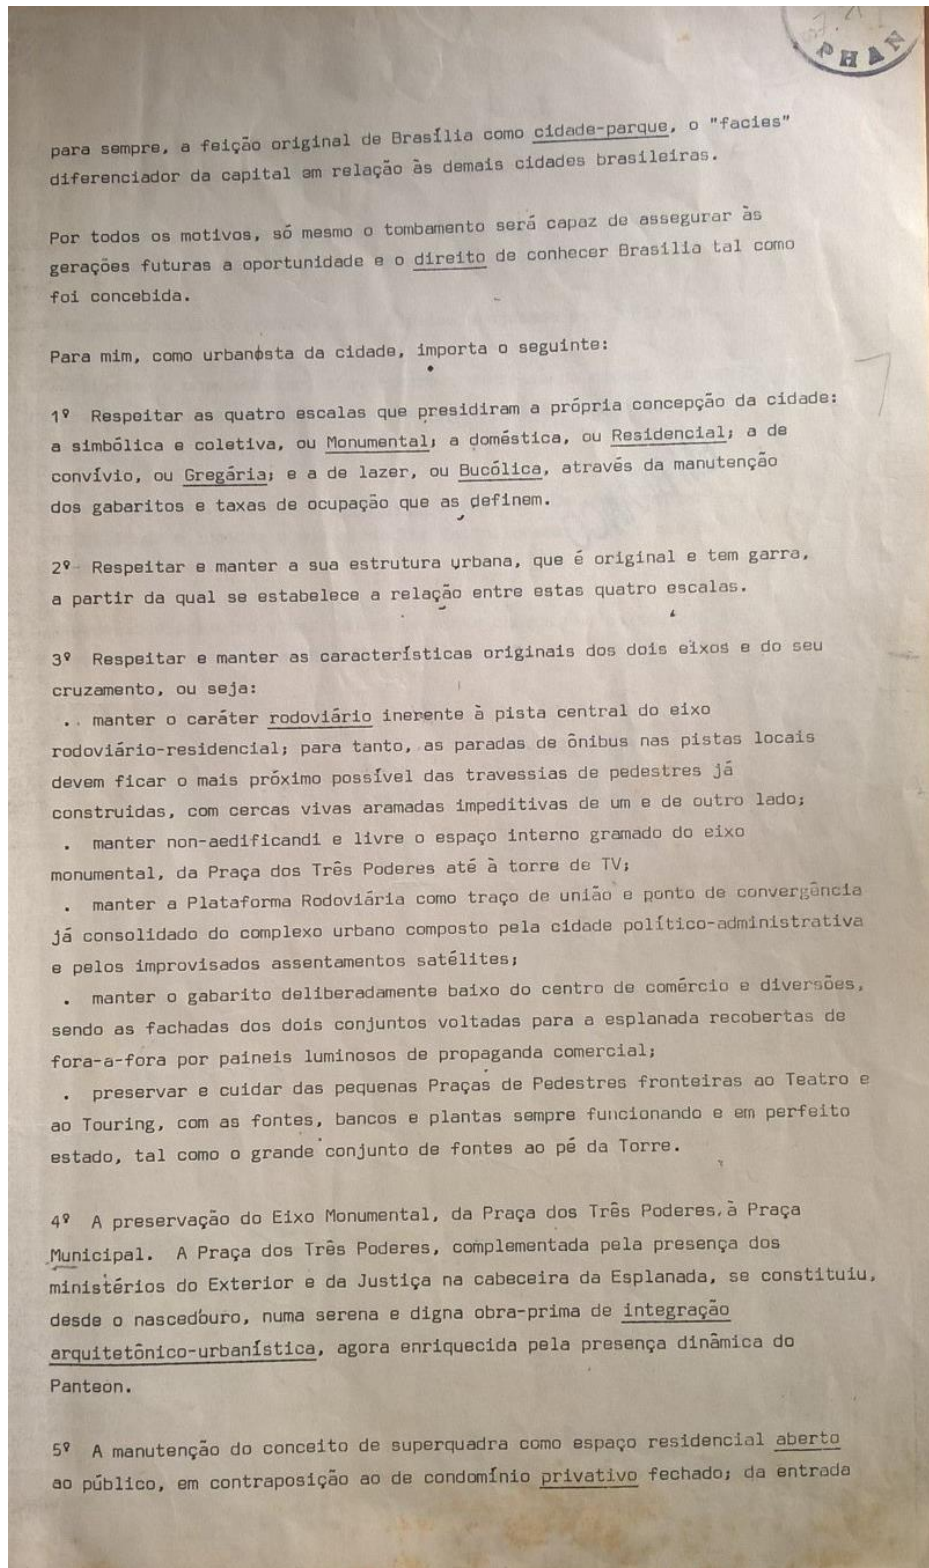 PHAN
para sempre, a feição original de Brasília como cidade-parque, o "facies"
diferenciador da capital em relação às demais cidades brasileiras.
Por todos os motivos, só mesmo o tombamento será capaz de assegurar às
gerações futuras a oportunidade e o direito de conhecer Brasilia tal como
foi concebida.
Para mim, como urbanósta da cidade, importa o seguinte:
1º Respeitar as quatro escalas que presidiram a própria concepção da cidade:
a simbólica e coletiva, ou Monumental; a doméstica, ou Residencial; a de
convívio, ou Gregária; e a de lazer, ou Bucólica, através da manutenção
dos gabaritos e taxas de ocupação que as definem.
2º Respeitar e manter a sua estrutura urbana, que é original e tem garra,
a partir da qual se estabelece a relação entre estas quatro escalas.
3º Respeitar e manter as características originais dos dois eixos e do seu
cruzamento, ou seja:
. manter o caráter rodoviário inerente à pista central do eixo
rodoviário-residencial; para tanto, as paradas de ônibus nas pistas locais
devem ficar o mais próximo possível das travessias de pedestres já
construidas, com cercas vivas aramadas impeditivas de um e de outro lado;
. manter non-aedificandi e livre o espaço interno gramado do eixo
monumental, da Praça dos Três Poderes até à torre de TV;
. manter a Plataforma Rodoviária como traço de união e ponto de convergência
já consolidado do complexo urbano composto pela cidade político-administrativa
e pelos improvisados assentamentos satélites;
. manter o gabarito deliberadamente baixo do centro de comércio e diversões,
sendo as fachadas dos dois conjuntos voltadas para a esplanada recobertas de
fora-a-fora por paineis luminosos de propaganda comercial;
. preservar e cuidar das pequenas Praças de Pedestres fronteiras ao Teatro e
ao Touring, com as fontes, bancos e plantas sempre funcionando e em perfeito
estado, tal como o grande conjunto de fontes ao pé da Torre.
4º A preservação do Eixo Monumental, da Praça dos Três Poderes, à Praça
Municipal. A Praça dos Três Poderes, complementada pela presença dos
ministérios do Exterior e da Justiça na cabeceira da Esplanada, se constituiu,
desde o nascedouro, numa serena e digna obra-prima de integração
arquitetônico-urbanística, agora enriquecida pela presença dinâmica do
Panteon.
5º A manutenção do conceito de superquadra como espaço residencial aberto
ao público, em contraposição ao de condomínio privativo fechado; da entrada